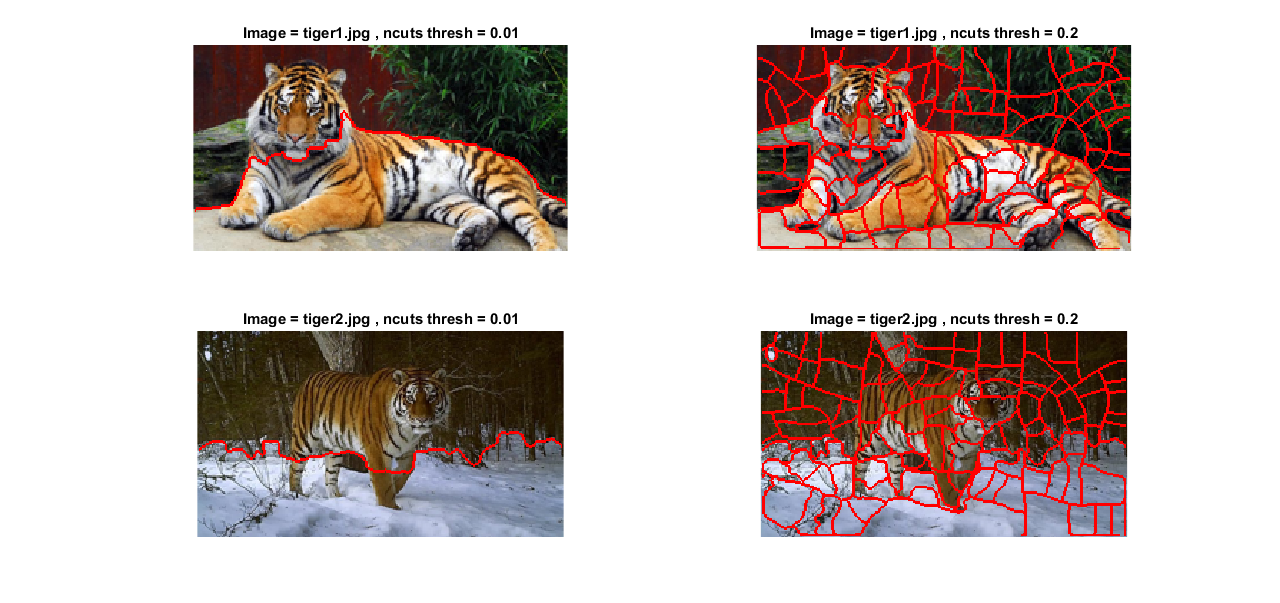 Image = tiger1.jpg , ncuts thresh = 0.01
Image = tiger1.jpg , ncuts thresh = 0.2
Image = tiger2.jpg , ncuts thresh = 0.01
Image = tiger2.jpg , ncuts thresh = 0.2